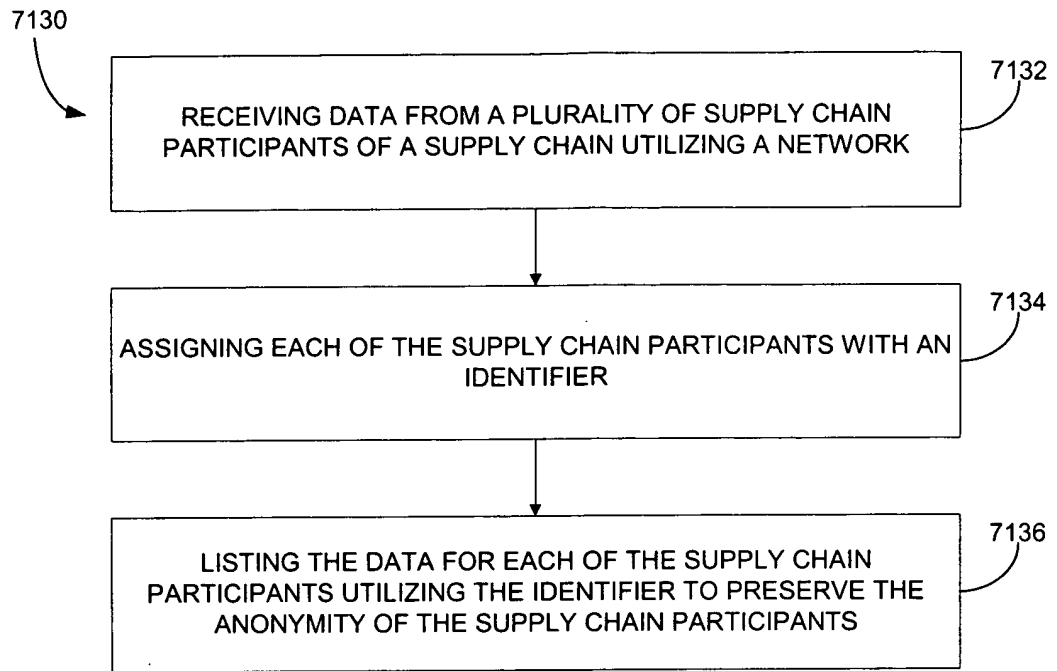 7130
7132
RECEIVING DATA FROM A PLURALITY OF SUPPLY CHAIN
PARTICIPANTS OF A SUPPLY CHAIN UTILIZING A NETWORK
7134
ASSIGNING EACH OF THE SUPPLY CHAIN PARTICIPANTS WITH AN
IDENTIFIER
7136
LISTING THE DATA FOR EACH OF THE SUPPLY CHAIN
PARTICIPANTS UTILIZING THE IDENTIFIER TO PRESERVE THE
ANONYMITY OF THE SUPPLY CHAIN PARTICIPANTS